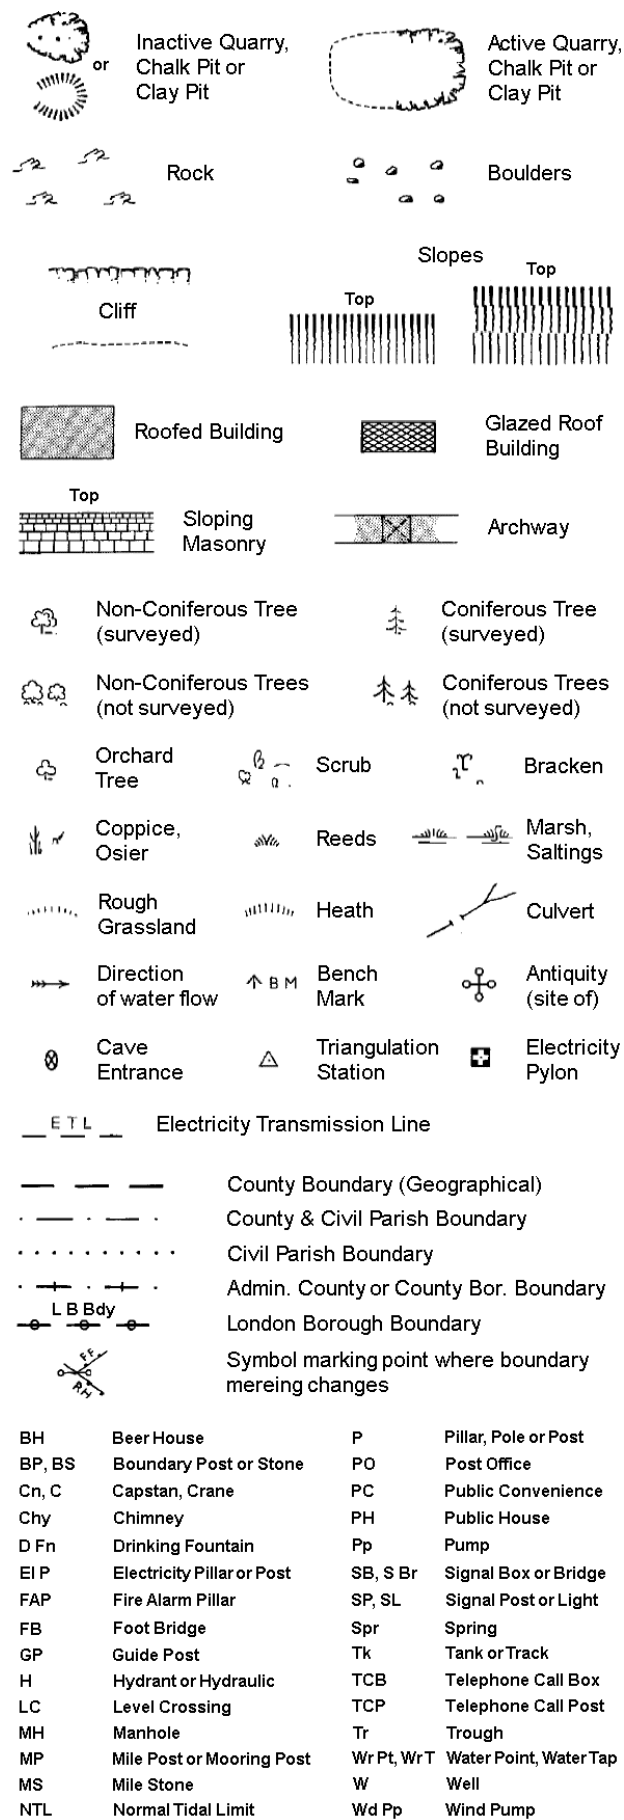 or
Inactive Quarry,
Chalk Pit or
Clay Pit
Active Quarry,
Chalk Pit or
Clay Pit
Rock
Boulders
Cliff
Slopes
Top
Top
Roofed Building
Glazed Roof
Building
Top
Sloping
Masonry
Archway
Non-Coniferous Tree
(surveyed)
Coniferous Tree
(surveyed)
Non-Coniferous Trees
(not surveyed)
Coniferous Trees
(not surveyed)
Orchard
Tree
Scrub
Bracken
Coppice,
Osier
Reeds
Marsh,
Saltings
Rough
Grassland
Heath
Culvert
Direction
of water flow
B M
Bench
Mark
Antiquity
(site of)
Cave
Entrance
Triangulation
Station
Electricity
Pylon
E T L
Electricity Transmission Line
County Boundary (Geographical)
County & Civil Parish Boundary
Civil Parish Boundary
Admin. County or County Bor. Boundary
L B Bdy
London Borough Boundary
F.F.
R.H.
Symbol marking point where boundary
mereing changes
BH Beer House
BP, BS Boundary Post or Stone
Cn, C Capstan, Crane
Chy Chimney
D Fn Drinking Fountain
El P Electricity Pillar or Post
FAP Fire Alarm Pillar
FB Foot Bridge
GP Guide Post
H Hydrant or Hydraulic
LC Level Crossing
MH Manhole
MP Mile Post or Mooring Post
MS Mile Stone
NTL Normal Tidal Limit
P Pillar, Pole or Post
PO Post Office
PC Public Convenience
PH Public House
Pp Pump
SB, S Br Signal Box or Bridge
SP, SL Signal Post or Light
Spr Spring
Tk Tank or Track
TCB Telephone Call Box
TCP Telephone Call Post
Tr Trough
Wr Pt, Wr T Water Point, Water Tap
W Well
Wd Pp Wind Pump